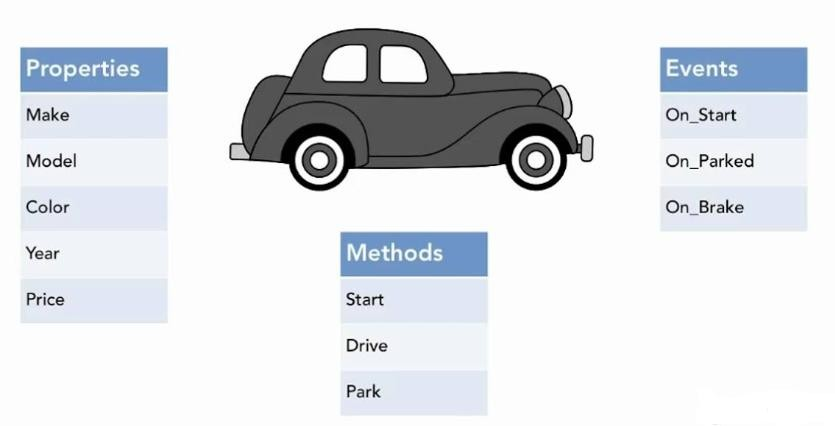 Properties
Make
Model
Color
Year
Price
Methods
Start
Drive
Park
Events
On_Start
On_Parked
On_Brake